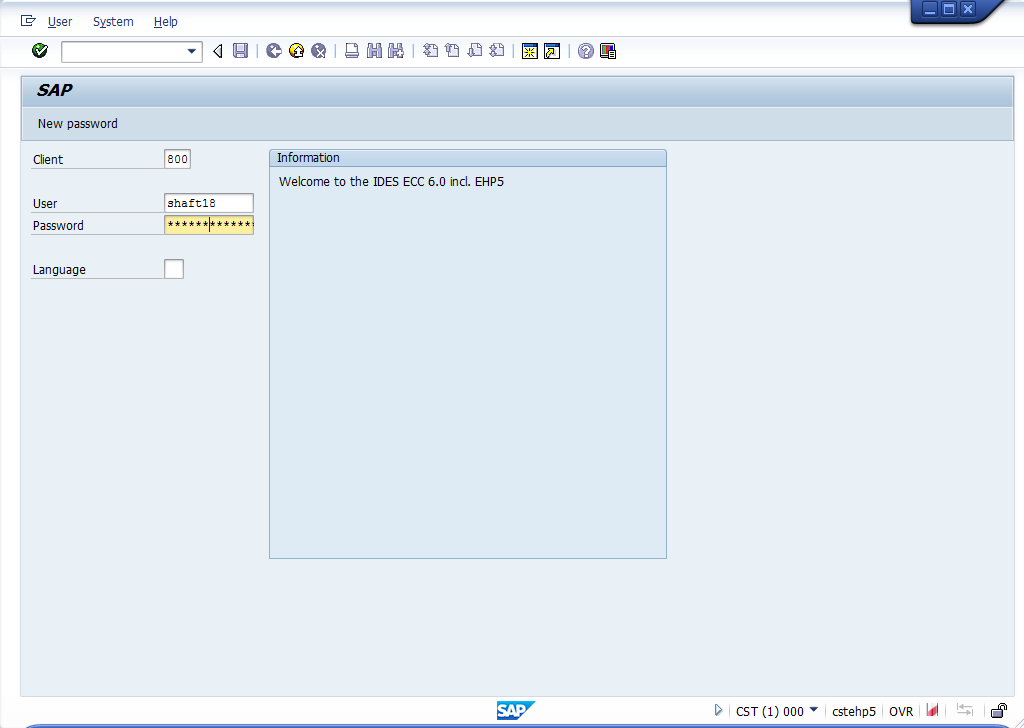 User System Help
SAP
New password
Client 800
Information
Welcome to the IDES ECC 6.0 incl. EHP5
User shaft18
Password *************
Language
SAP
CST (1) 000 cstehp5 OVR